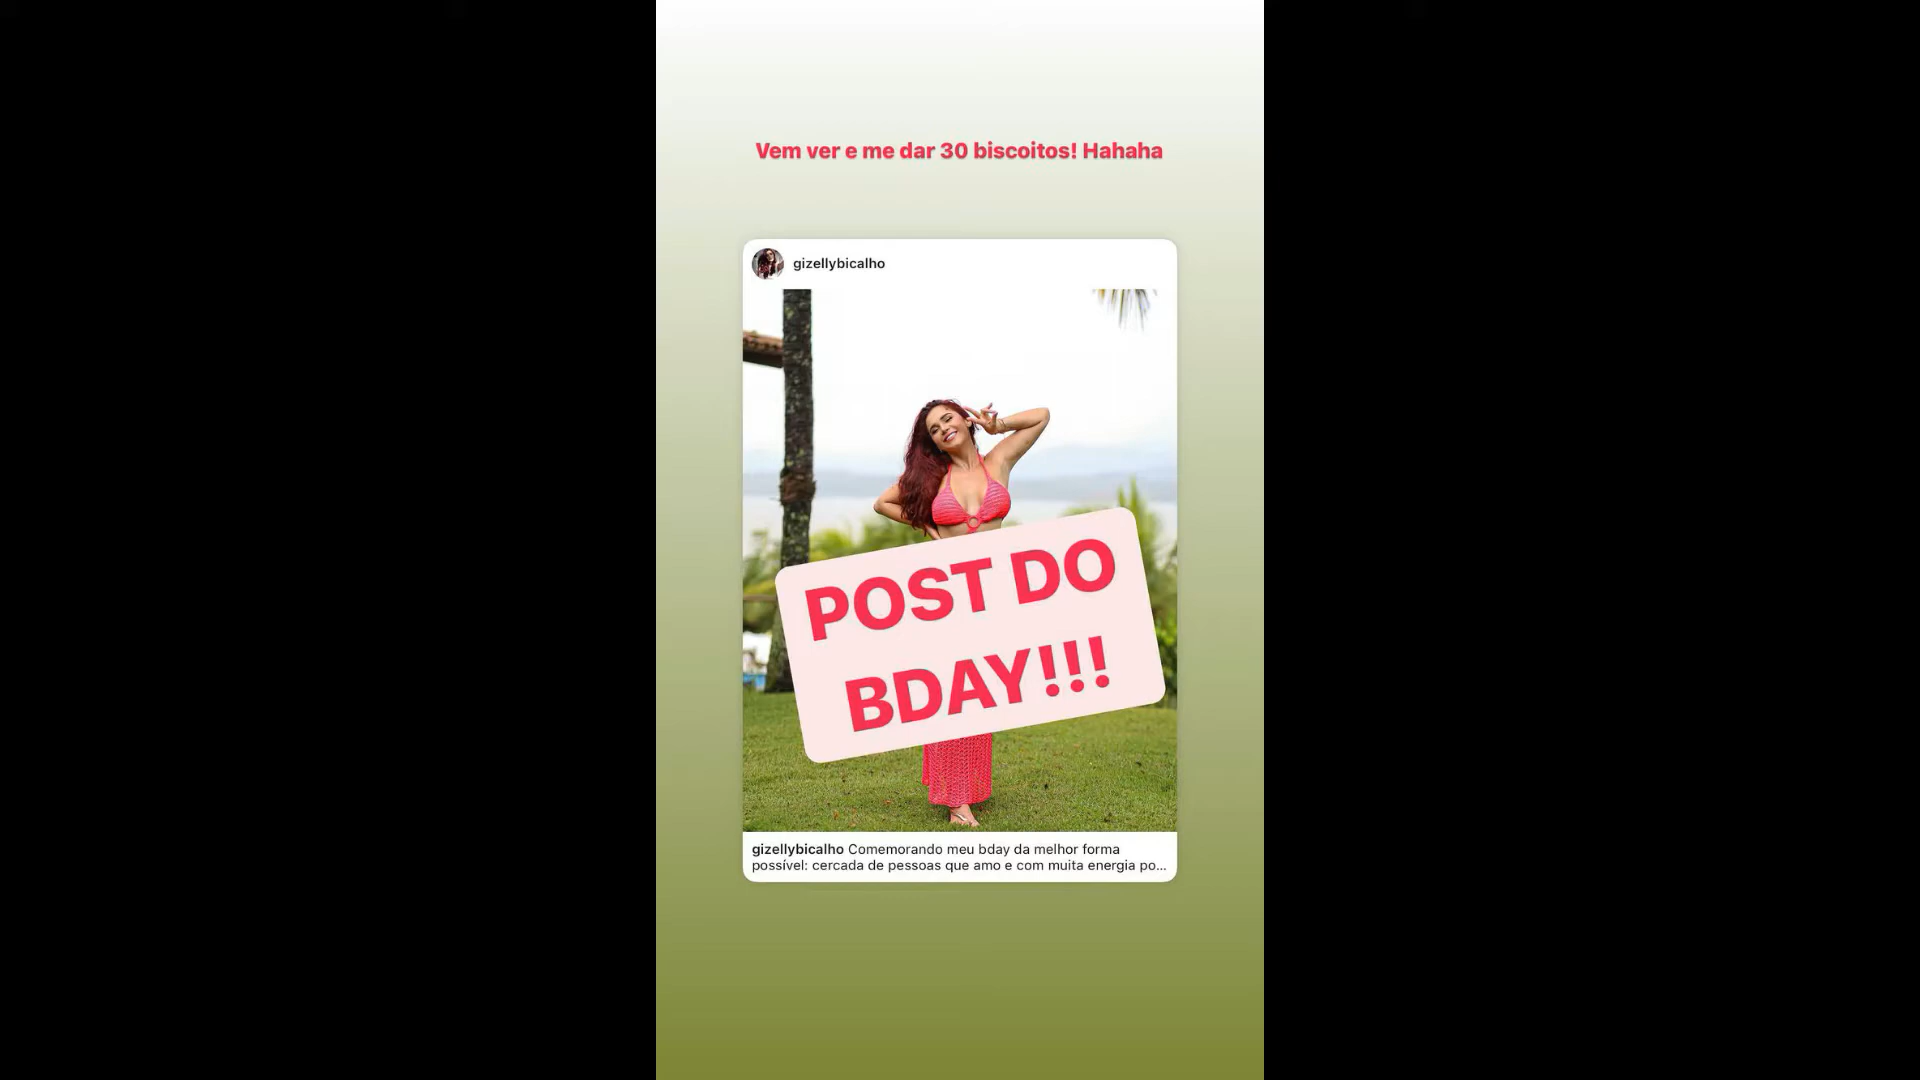 Vem ver e me dar 30 biscoitos! Hahaha
gizellybicalho
POST DO
BDAY!!!
gizellybicalho Comemorando meu bday da melhor forma
possível: cercada de pessoas que amo e com muita energia po...